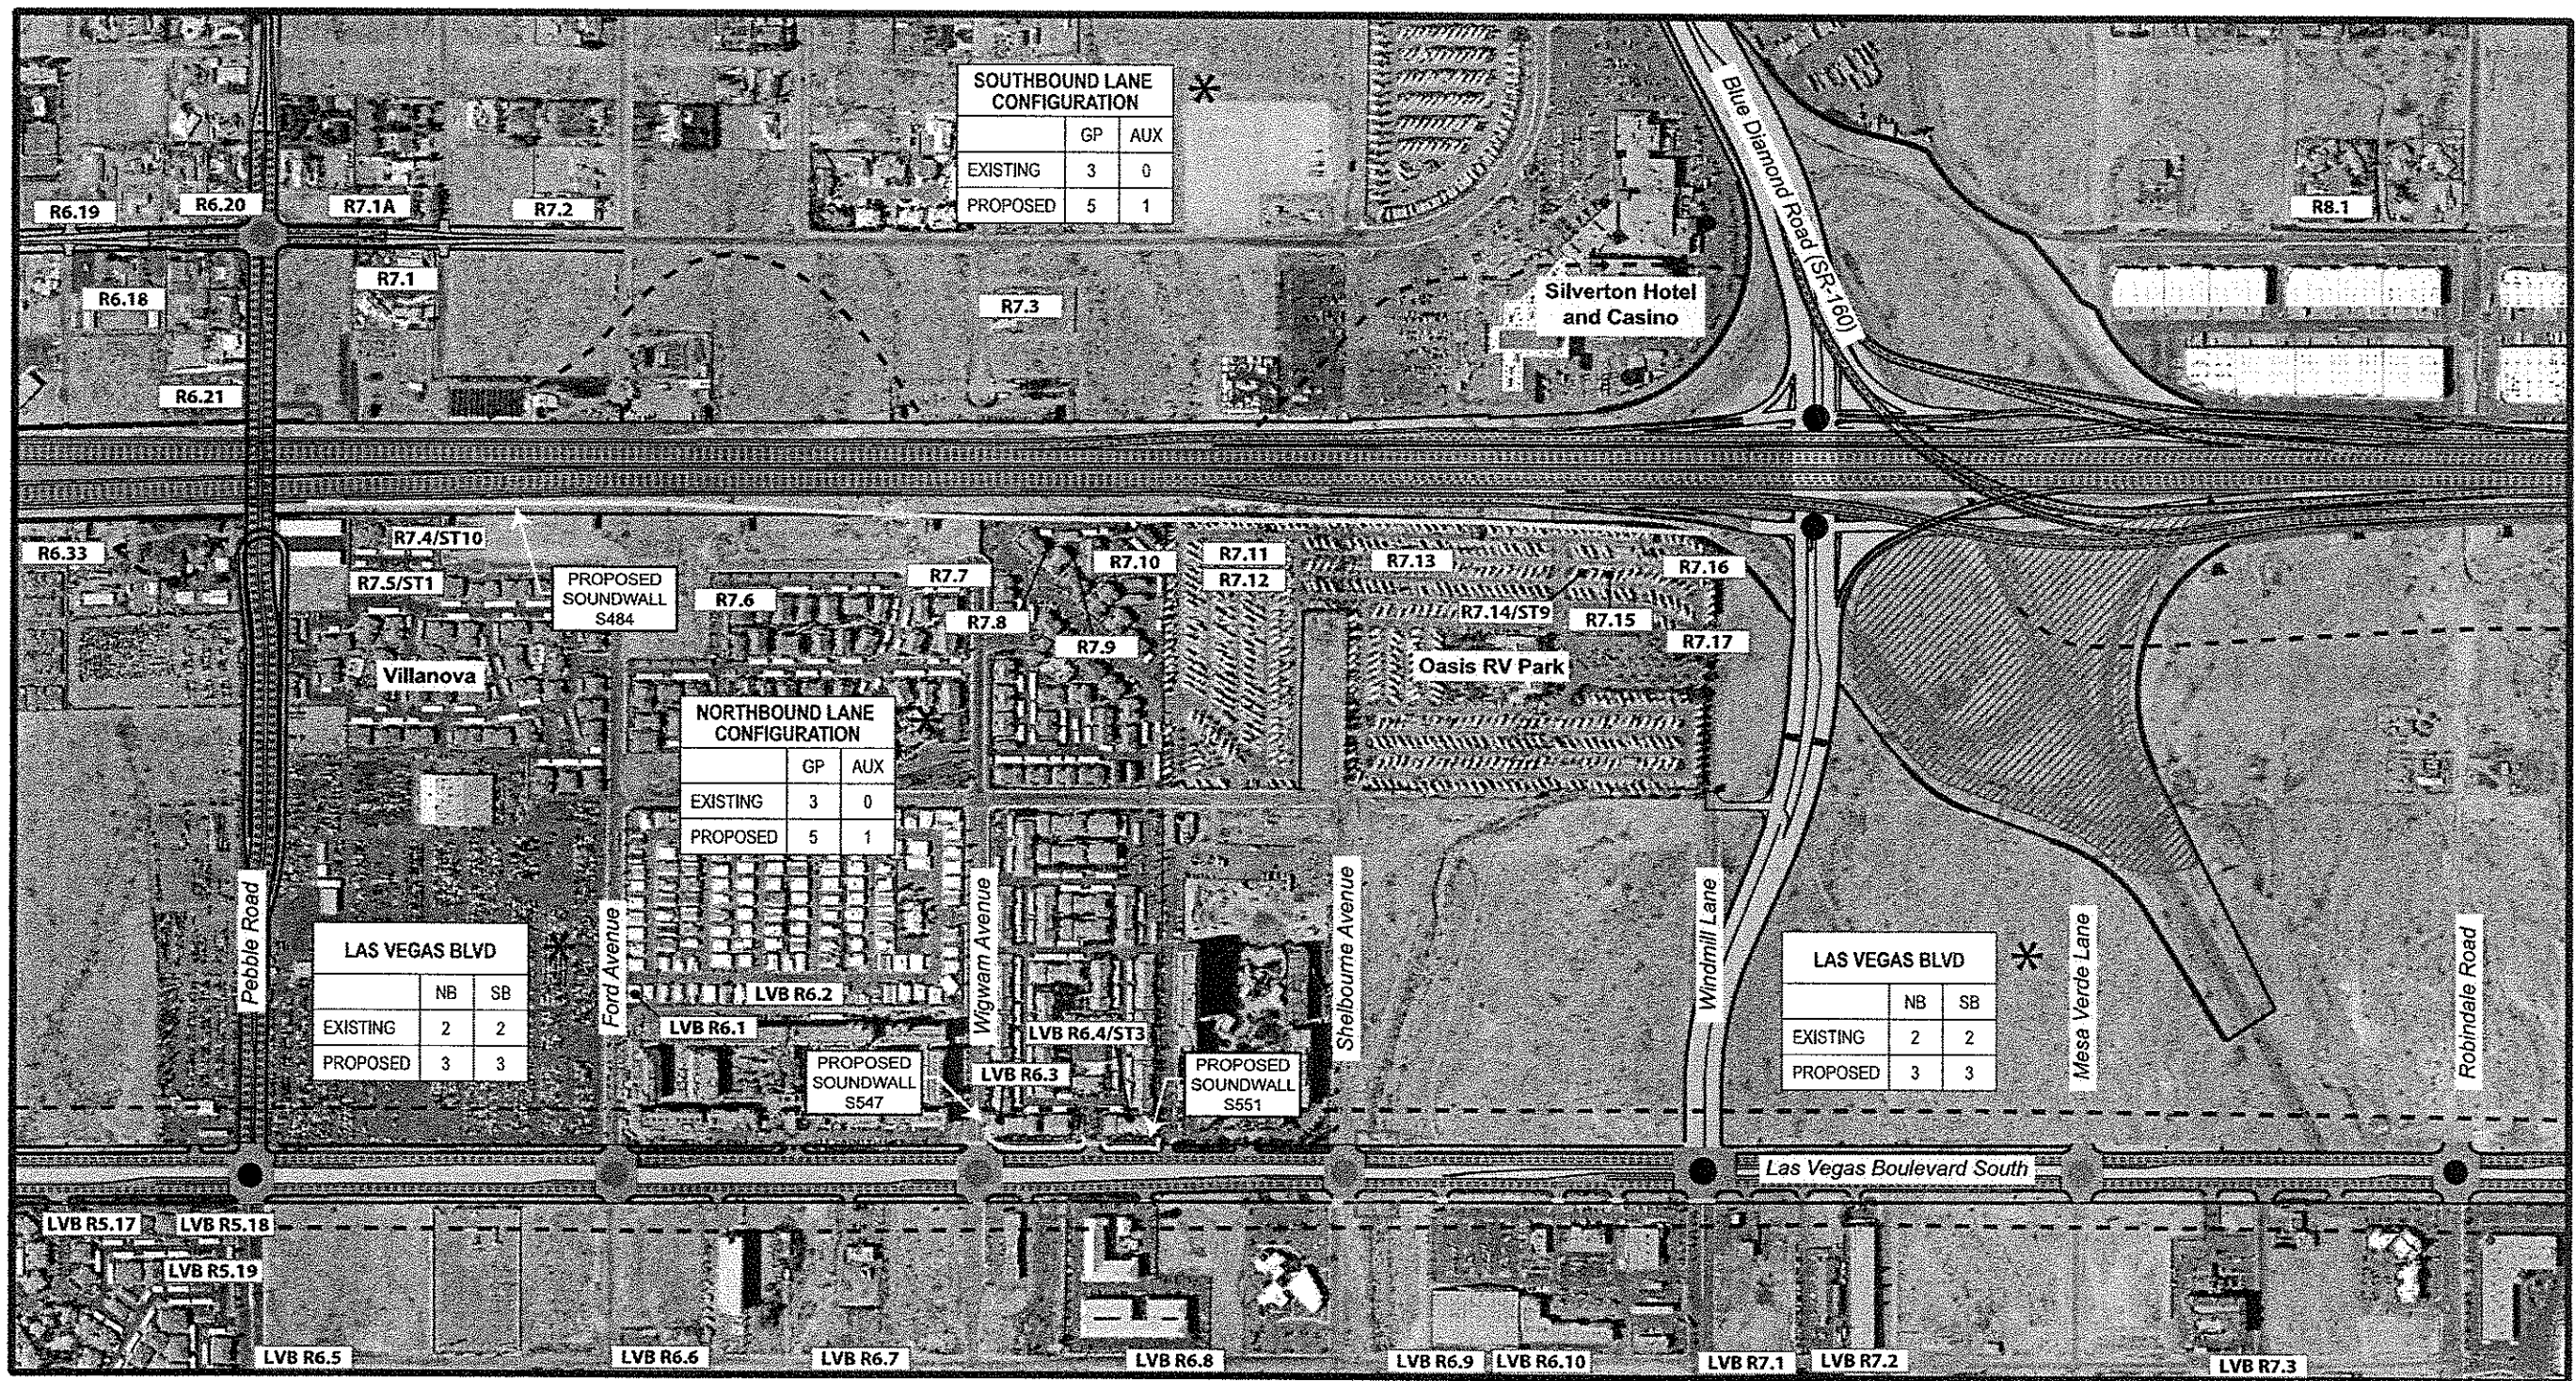 SOUTHBOUND LANE
CONFIGURATION
GP AUX
EXISTING 3 0
PROPOSED 5 1
Blue Diamond Road (SR-160)
R6.19
R6.20
R7.1A
R7.2
R8.1
R6.18
R7.1
R7.3
Silverton Hotel
and Casino
R6.21
R6.33
R7.4/ST10
R7.5/ST1
PROPOSED
SOUNDWALL
S484
R7.6
R7.7
R7.8
R7.9
R7.10
R7.11
R7.12
R7.13
R7.14/ST9
R7.15
R7.16
R7.17
Villanova
Oasis RV Park
NORTHBOUND LANE
CONFIGURATION
GP AUX
EXISTING 3 0
PROPOSED 5 1
Pebble Road
Ford Avenue
Wigwam Avenue
Shelbourne Avenue
Windmill Lane
Mesa Verde Lane
Robindale Road
LAS VEGAS BLVD
NB SB
EXISTING 2 2
PROPOSED 3 3
LVB R6.2
LVB R6.1
LVB R6.4/ST3
LVB R6.3
PROPOSED
SOUNDWALL
S547
PROPOSED
SOUNDWALL
S551
LAS VEGAS BLVD
NB SB
EXISTING 2 2
PROPOSED 3 3
Las Vegas Boulevard South
LVB R5.17
LVB R5.18
LVB R5.19
LVB R6.5
LVB R6.6
LVB R6.7
LVB R6.8
LVB R6.9
LVB R6.10
LVB R7.1
LVB R7.2
LVB R7.3